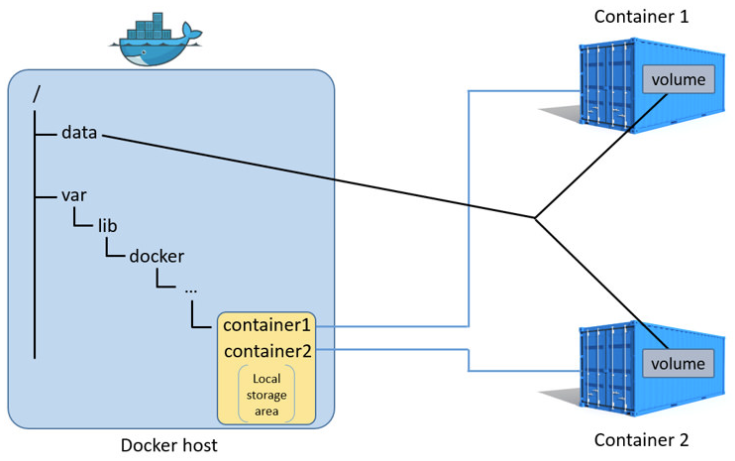 Container 1
volume
/
data
var
lib
docker
...
container1
container2
Local
storage
area
volume
Docker host
Container 2